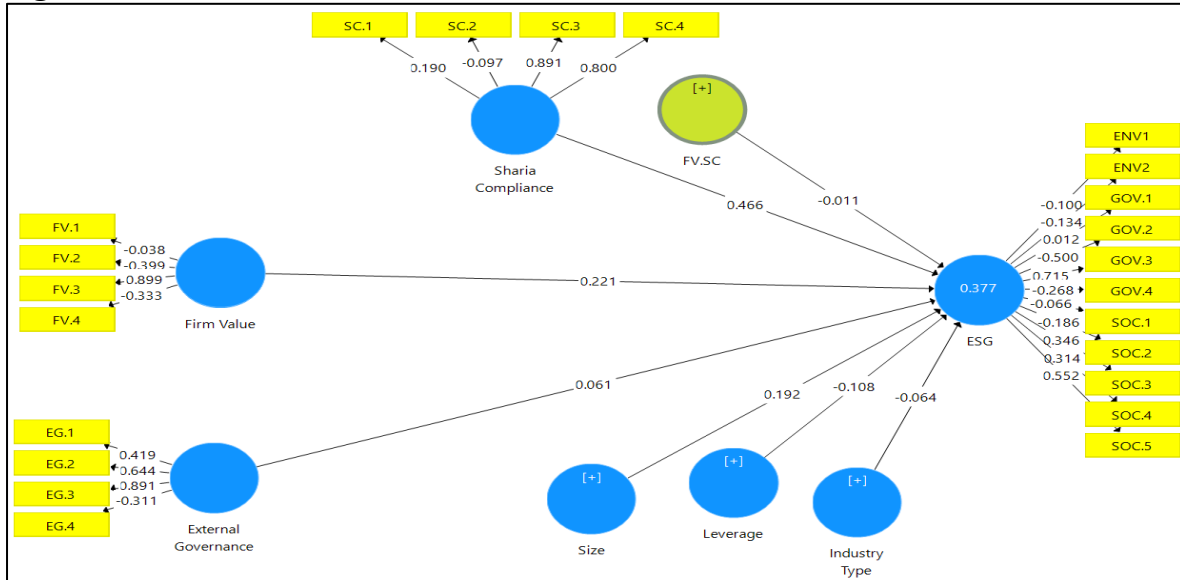 SC.1
SC.2
SC.3
SC.4
0.190
-0.097
0.891
0.800
[+]
Sharia
Compliance
FV.SC
-0.011
0.466
FV.1
FV.2
FV.3
FV.4
-0.038
-0.399
0.899
-0.333
Firm Value
0.221
ENV1
ENV2
GOV.1
GOV.2
GOV.3
GOV.4
SOC.1
SOC.2
SOC.3
SOC.4
SOC.5
-0.100
-0.134
0.012
-0.500
0.715
-0.268
-0.066
-0.186
0.346
0.314
0.552
0.377
ESG
0.061
0.192
-0.108
-0.064
EG.1
EG.2
EG.3
EG.4
0.419
0.644
0.891
-0.311
External
Governance
[+]
Size
[+]
Leverage
[+]
Industry
Type